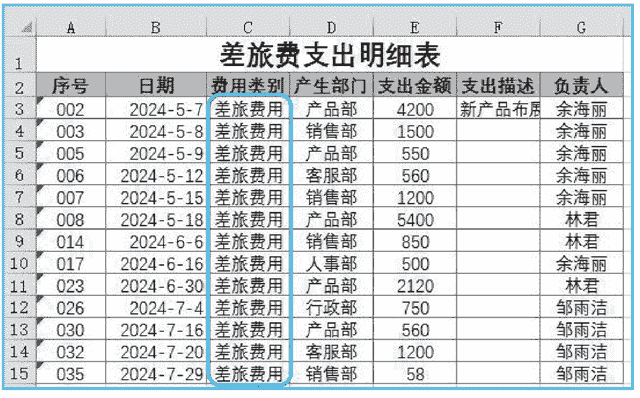 A B C D E F G
1 差旅费支出明细表
2 序号 日期 费用类别 产生部门 支出金额 支出描述 负责人
3 002 2024-5-7 差旅费用 产品部 4200 新产品布展 余海丽
4 003 2024-5-8 差旅费用 销售部 1500 余海丽
5 005 2024-5-9 差旅费用 产品部 550 余海丽
6 006 2024-5-12 差旅费用 客服部 560 余海丽
7 007 2024-5-15 差旅费用 销售部 1200 余海丽
8 008 2024-5-18 差旅费用 产品部 5400 林君
9 014 2024-6-6 差旅费用 销售部 850 林君
10 017 2024-6-16 差旅费用 人事部 500 余海丽
11 023 2024-6-30 差旅费用 产品部 2120 林君
12 026 2024-7-4 差旅费用 行政部 750 邹雨洁
13 030 2024-7-16 差旅费用 产品部 560 邹雨洁
14 032 2024-7-20 差旅费用 客服部 1200 邹雨洁
15 035 2024-7-29 差旅费用 销售部 58 邹雨洁